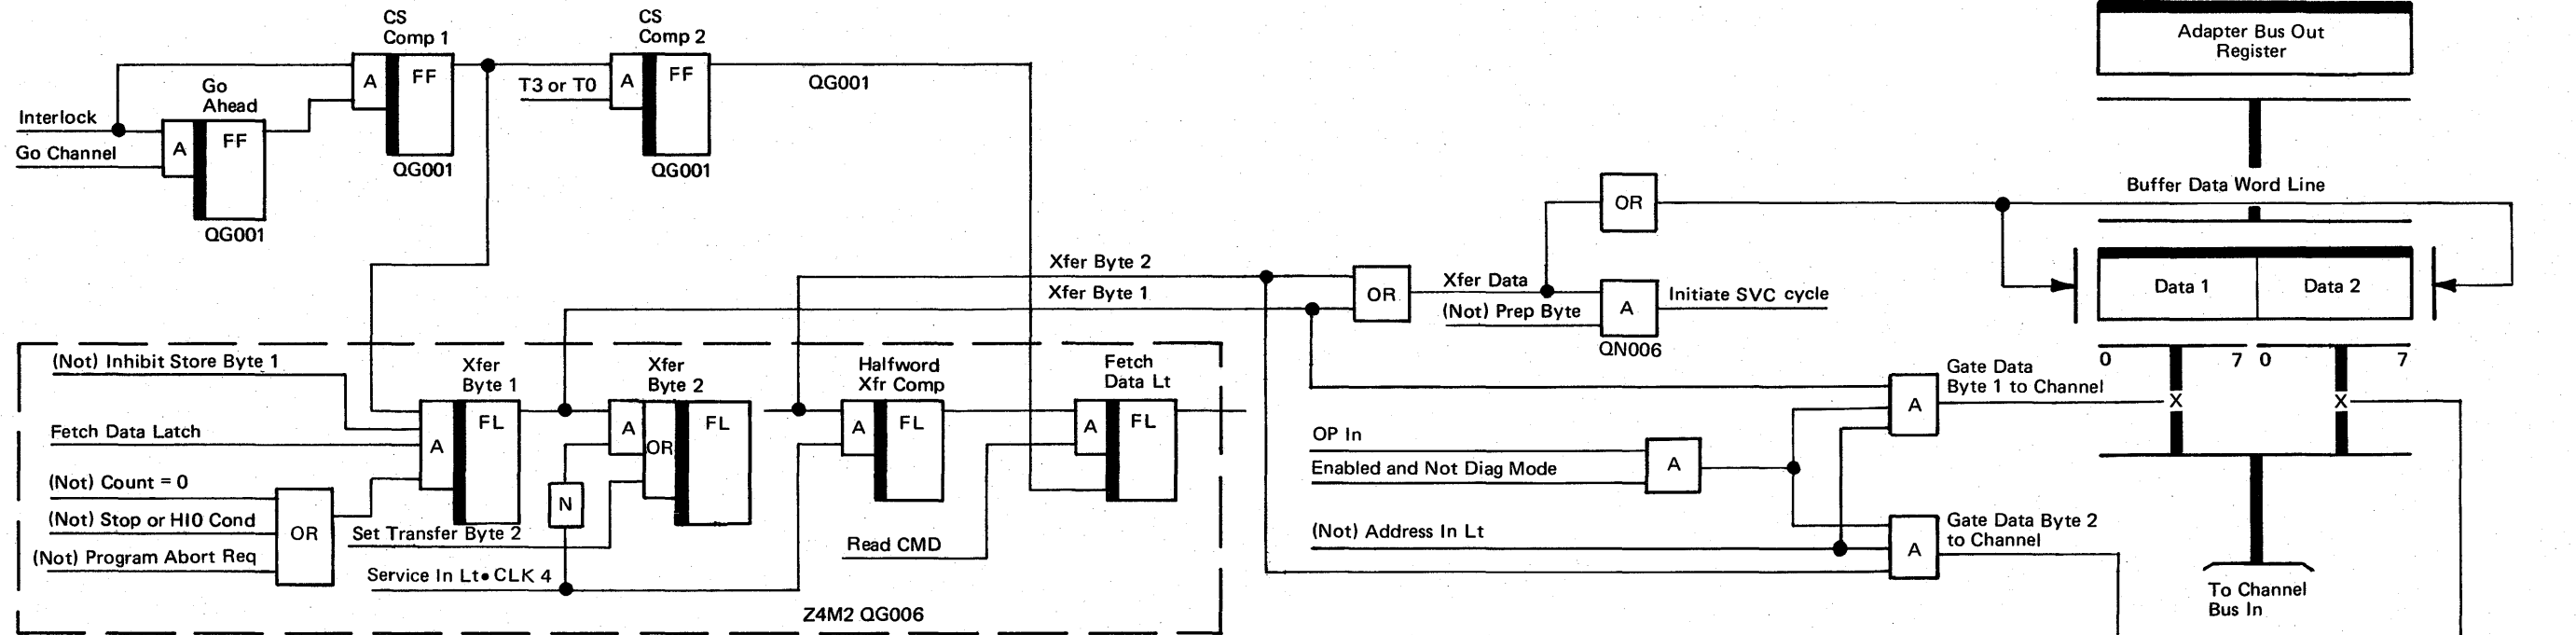 CS
Comp 1
A
FF
QG001
Go
Ahead
Interlock
Go Channel
A
FF
QG001
CS
Comp 2
T3 or T0
A
FF
QG001
QG001
Adapter Bus Out
Register
Buffer Data Word Line
OR
Xfer Byte 2
Xfer Byte 1
OR
Xfer Data
(Not) Prep Byte
A
QN006
Initiate SVC cycle
Data 1
Data 2
0
7
0
7
X
X
(Not) Inhibit Store Byte 1
Fetch Data Latch
(Not) Count = 0
(Not) Stop or HIO Cond
(Not) Program Abort Req
OR
Xfer
Byte 1
A
FL
Xfer
Byte 2
A
OR
FL
N
Set Transfer Byte 2
Service In Lt•CLK 4
Halfword
Xfr Comp
A
FL
Read CMD
Fetch
Data Lt
A
FL
Z4M2 QG006
OP In
Enabled and Not Diag Mode
A
(Not) Address In Lt
A
Gate Data
Byte 1 to Channel
A
Gate Data Byte 2
to Channel
To Channel
Bus In